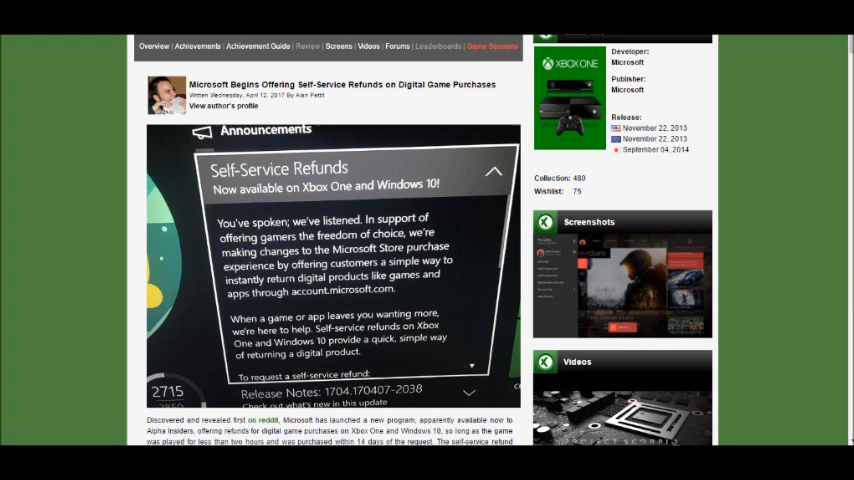 Overview | Achievements | Achievement Guide | Review | Screens | Videos | Forums | Leaderboards | Game Sessions
Microsoft Begins Offering Self-Service Refunds on Digital Game Purchases
Written Wednesday, April 12, 2017 By Alan Pettit
View author's profile
Announcements
Self-Service Refunds
Now available on Xbox One and Windows 10!
You've spoken; we've listened. In support of
offering gamers the freedom of choice, we're
making changes to the Microsoft Store purchase
experience by offering customers a simple way to
instantly return digital products like games and
apps through account.microsoft.com.
When a game or app leaves you wanting more,
we're here to help. Self-service refunds on Xbox
One and Windows 10 provide a quick, simple way
of returning a digital product.
To request a self-service refund:
2715
Release Notes: 1704.170407-2038
Check out what's new in this update
Discovered and revealed first on reddit, Microsoft has launched a new program, apparently available now to
Alpha Insiders, offering refunds for digital game purchases on Xbox One and Windows 10, so long as the game
was played for less than two hours and was purchased within 14 days of the request. The self-service refund
XBOX ONE
Developer:
Microsoft
Publisher:
Microsoft
Release:
November 22, 2013
November 22, 2013
September 04, 2014
Collection: 480
Wishlist: 75
Screenshots
Videos
PROJECT SCORPIO